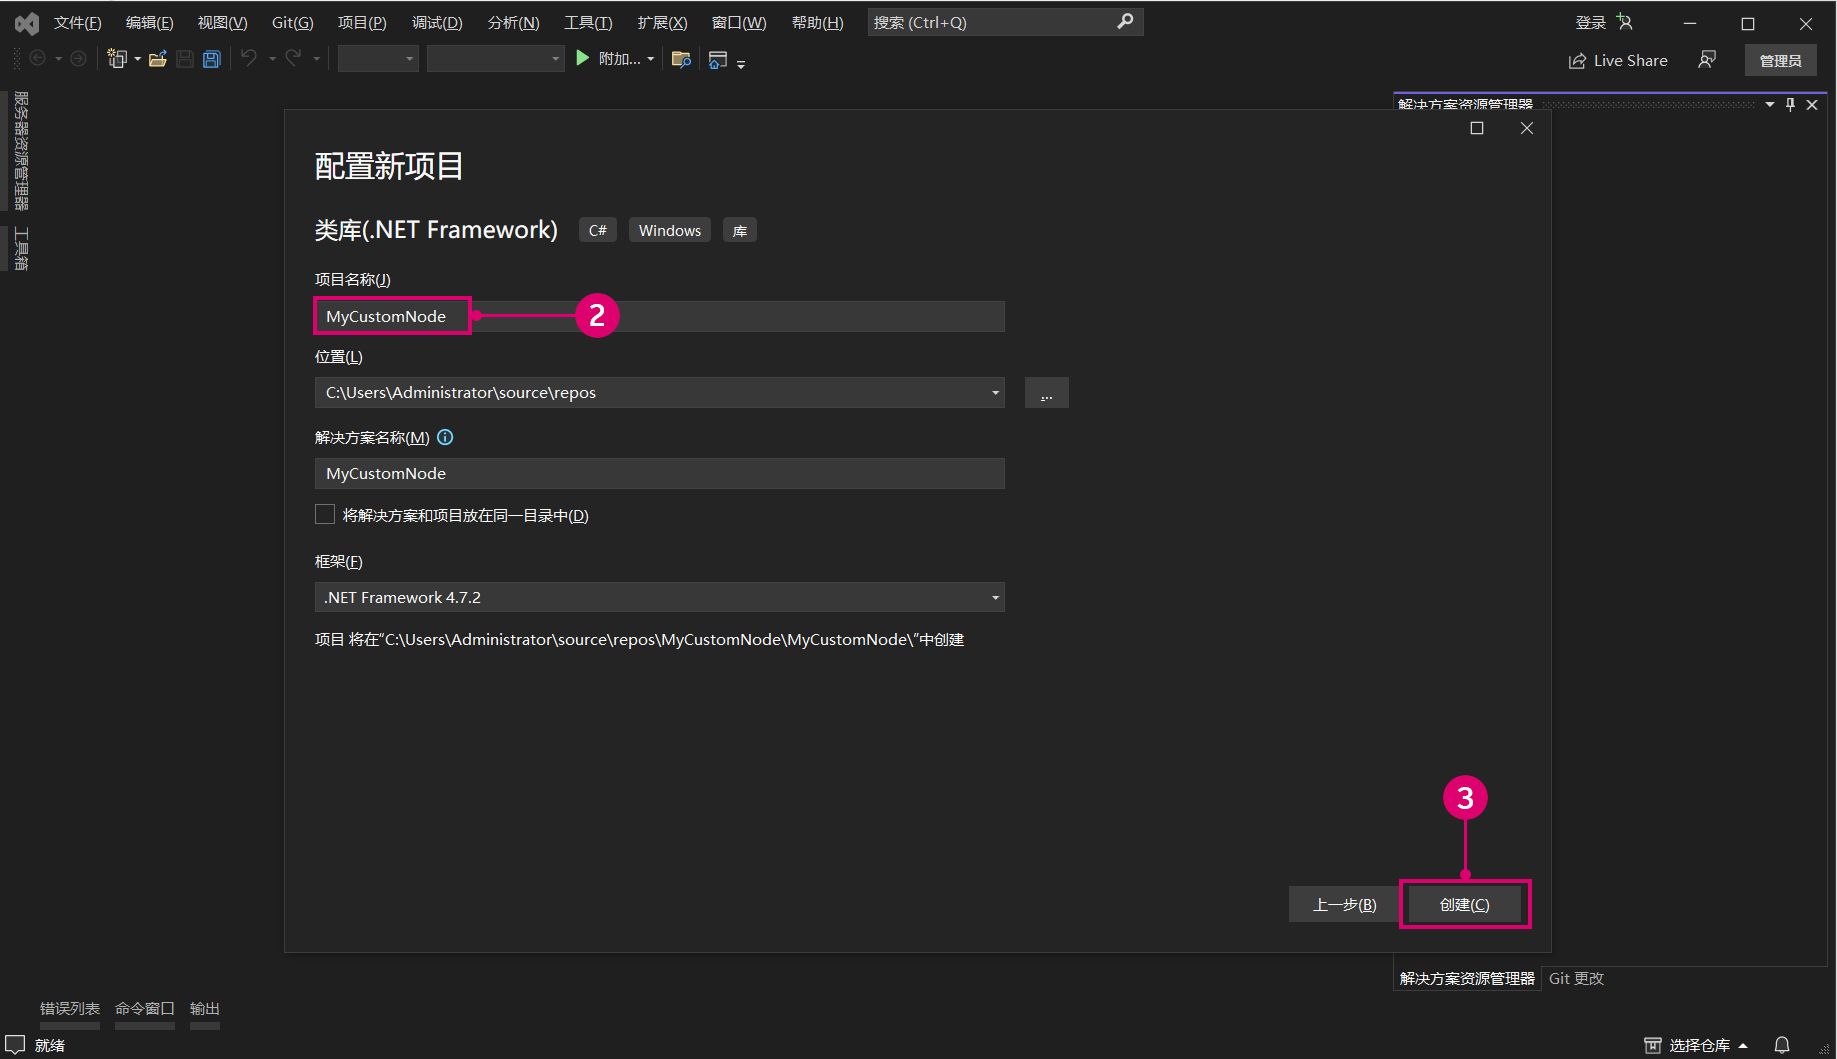 文件(F) 编辑(E) 视图(V) Git(G) 项目(P) 调试(D) 分析(N) 工具(T) 扩展(X) 窗口(W) 帮助(H) 搜索 (Ctrl+Q) 登录
附加... Live Share 管理员
服务器资源管理器
工具箱
解决方案资源管理器
配置新项目
类库(.NET Framework) C# Windows 库
项目名称(J)
MyCustomNode 2
位置(L)
C:\Users\Administrator\source\repos ...
解决方案名称(M)
MyCustomNode
将解决方案和项目放在同一目录中(D)
框架(F)
.NET Framework 4.7.2
项目 将在“C:\Users\Administrator\source\repos\MyCustomNode\MyCustomNode\”中创建
3
上一步(B) 创建(C)
解决方案资源管理器 Git 更改
错误列表 命令窗口 输出
就绪 选择仓库